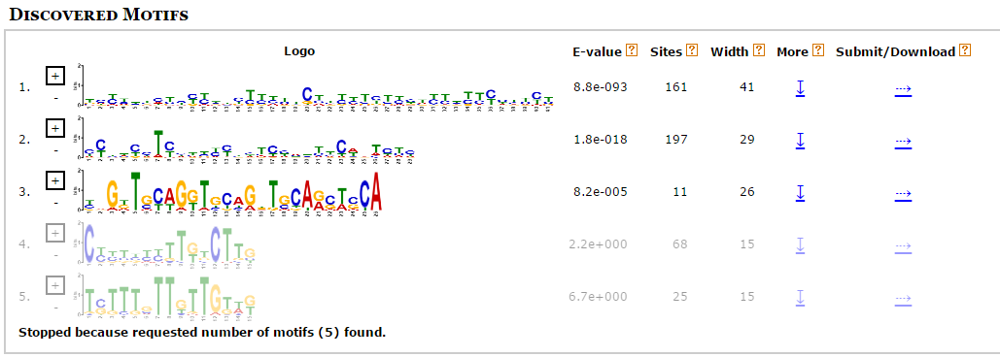 DISCOVERED MOTIFS
Logo E-value ? Sites ? Width ? More ? Submit/Download ?
1. + - 8.8e-093 161 41
2. + - 1.8e-018 197 29
3. + - 8.2e-005 11 26
4. + - 2.2e+000 68 15
5. + - 6.7e+000 25 15
Stopped because requested number of motifs (5) found.